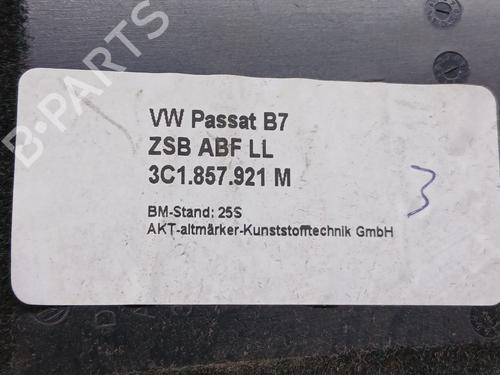 VW Passat B7
ZSB ABF LL
3C1.857.921 M
3
BM-Stand: 25S
AKT-altmärker-Kunststofftechnik GmbH
B-PARTS